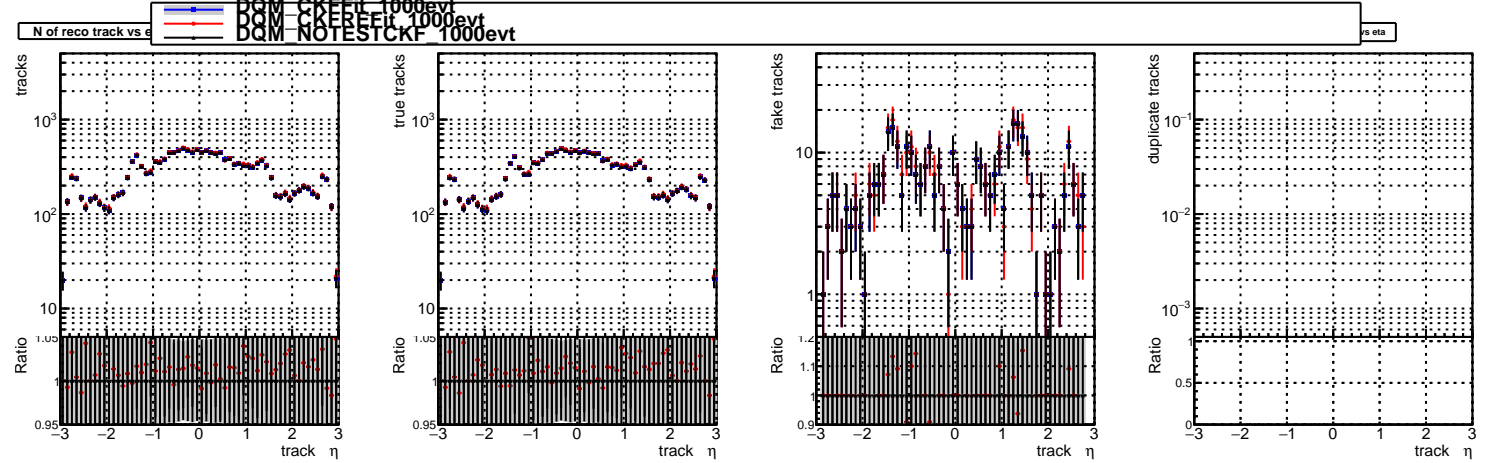 DQM_CKFFit_1000evt
DQM_CKFREFit_1000evt
DQM_NOTESTCKF_1000evt
N of reco track vs e
vs eta
tracks
10³
10²
10
Ratio
1.05
1
0.95
−3 −2 −1 0 1 2 3
track η
true tracks
10³
10²
10
Ratio
1.05
1
0.95
−3 −2 −1 0 1 2 3
track η
fake tracks
10
1
Ratio
1.2
1.1
1
0.9
−3 −2 −1 0 1 2 3
track η
duplicate tracks
10⁻¹
10⁻²
10⁻³
Ratio
1
0.5
0
−3 −2 −1 0 1 2 3
track η